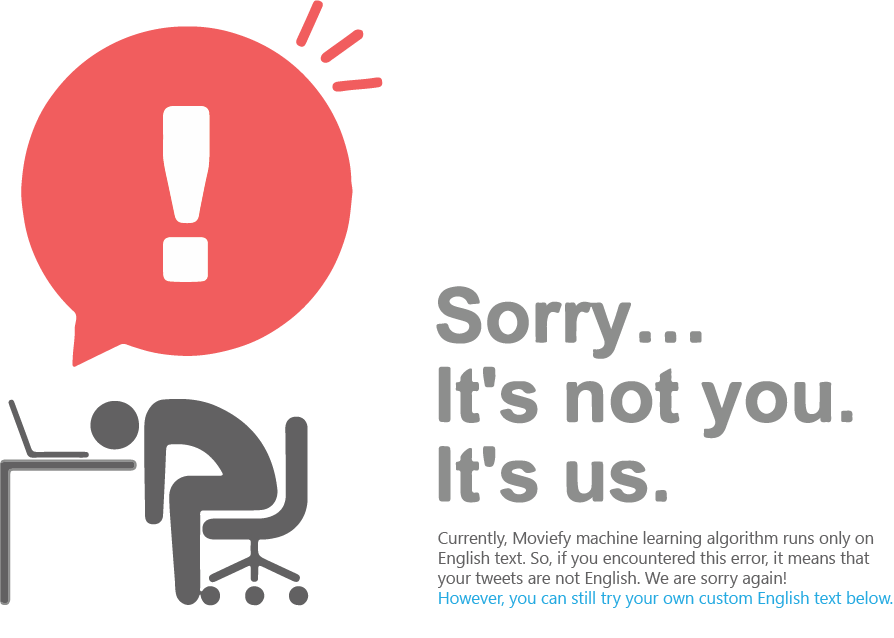 !
Sorry...
It's not you.
It's us.
Currently, Moviefy machine learning algorithm runs only on
English text. So, if you encountered this error, it means that
your tweets are not English. We are sorry again!
However, you can still try your own custom English text below.